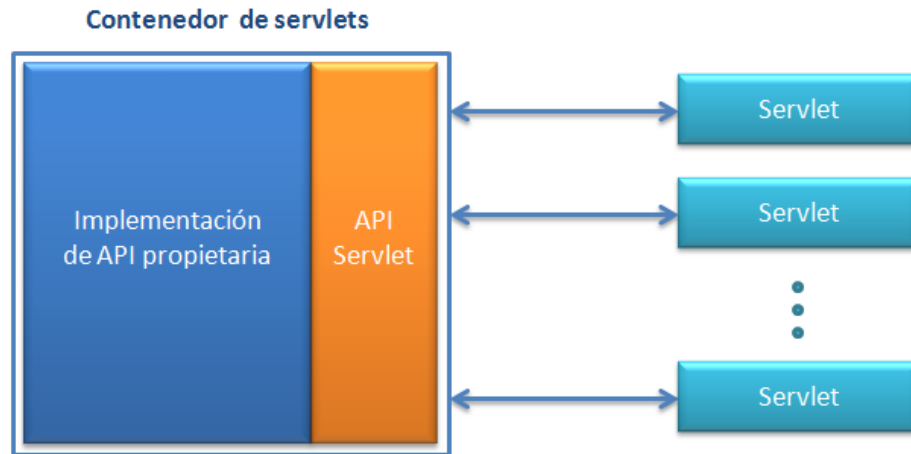 Contenedor de servlets
Implementación
de API propietaria
API
Servlet
Servlet
Servlet
Servlet